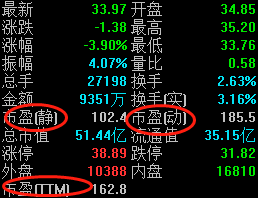 最新 33.97 开盘 34.85
涨跌 -1.38 最高 35.20
涨幅 -3.90% 最低 33.76
振幅 4.07% 量比 0.58
总手 27198 换手 2.63%
金额 9351万 换手(实) 3.16%
市盈(静) 102.4 市盈(动) 185.5
总市值 51.44亿 流通值 35.15亿
涨停 38.89 跌停 31.82
外盘 10388 内盘 16810
市盈(TTM) 162.8